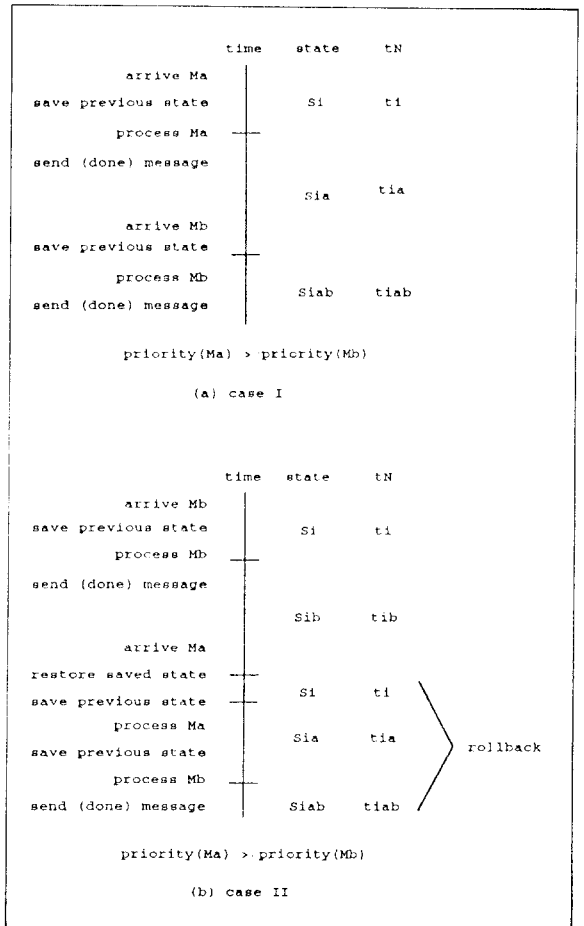 time state tN
arrive Ma
save previous state Si ti
process Ma
send (done) message
Sia tia
arrive Mb
save previous state
process Mb
Siab tiab
send (done) message
priority(Ma) > priority(Mb)
(a) case I
time state tN
arrive Mb
save previous state Si ti
process Mb
send (done) message
Sib tib
arrive Ma
restore saved state
Si ti
save previous state
process Ma
Sia tia
rollback
save previous state
process Mb
send (done) message Siab tiab
priority(Ma) > priority(Mb)
(b) case II